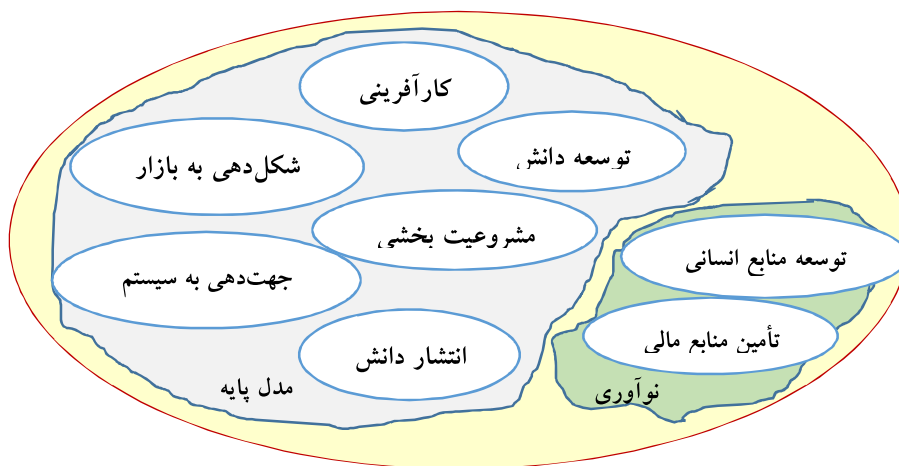 کارآفرینی
توسعه دانش
شکل‌دهی به بازار
مشروعیت بخشی
توسعه منابع انسانی
جهت‌دهی به سیستم
تأمین منابع مالی
انتشار دانش
مدل پایه
نوآوری